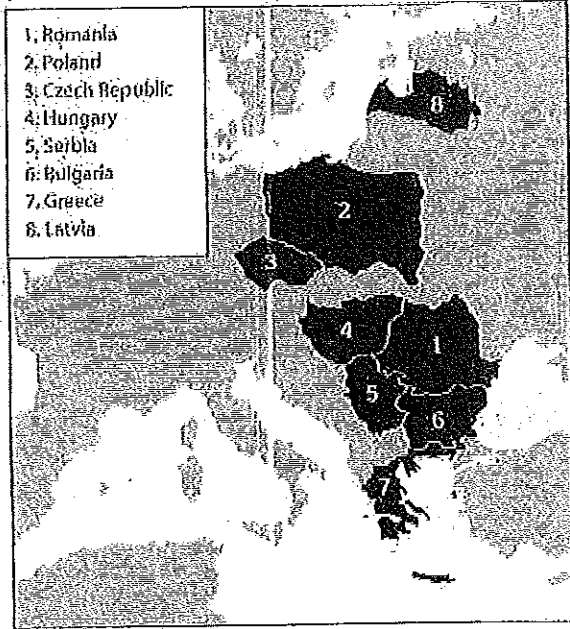 1. Romania
2. Poland
3. Czech Republic
4. Hungary
5. Serbia
6. Bulgaria
7. Greece
8. Latvia
8
2
3
4
1
5
6
7